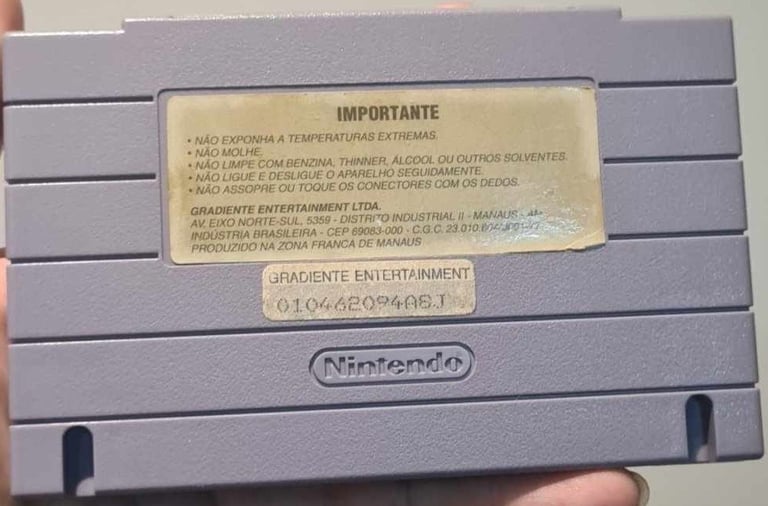 IMPORTANTE
• NÃO EXPONHA A TEMPERATURAS EXTREMAS.
• NÃO MOLHE.
• NÃO LIMPE COM BENZINA, THINNER, ÁLCOOL OU OUTROS SOLVENTES.
• NÃO LIGUE E DESLIGUE O APARELHO SEGUIDAMENTE.
• NÃO ASSOPRE OU TOQUE OS CONECTORES COM OS DEDOS.
GRADIENTE ENTERTAINMENT LTDA.
AV. EIXO NORTE-SUL, 5359 - DISTRITO INDUSTRIAL II - MANAUS -
INDÚSTRIA BRASILEIRA - CEP 69083-000 - C.G.C. 23.010.
PRODUZIDO NA ZONA FRANCA DE MANAUS
GRADIENTE ENTERTAINMENT
Nintendo